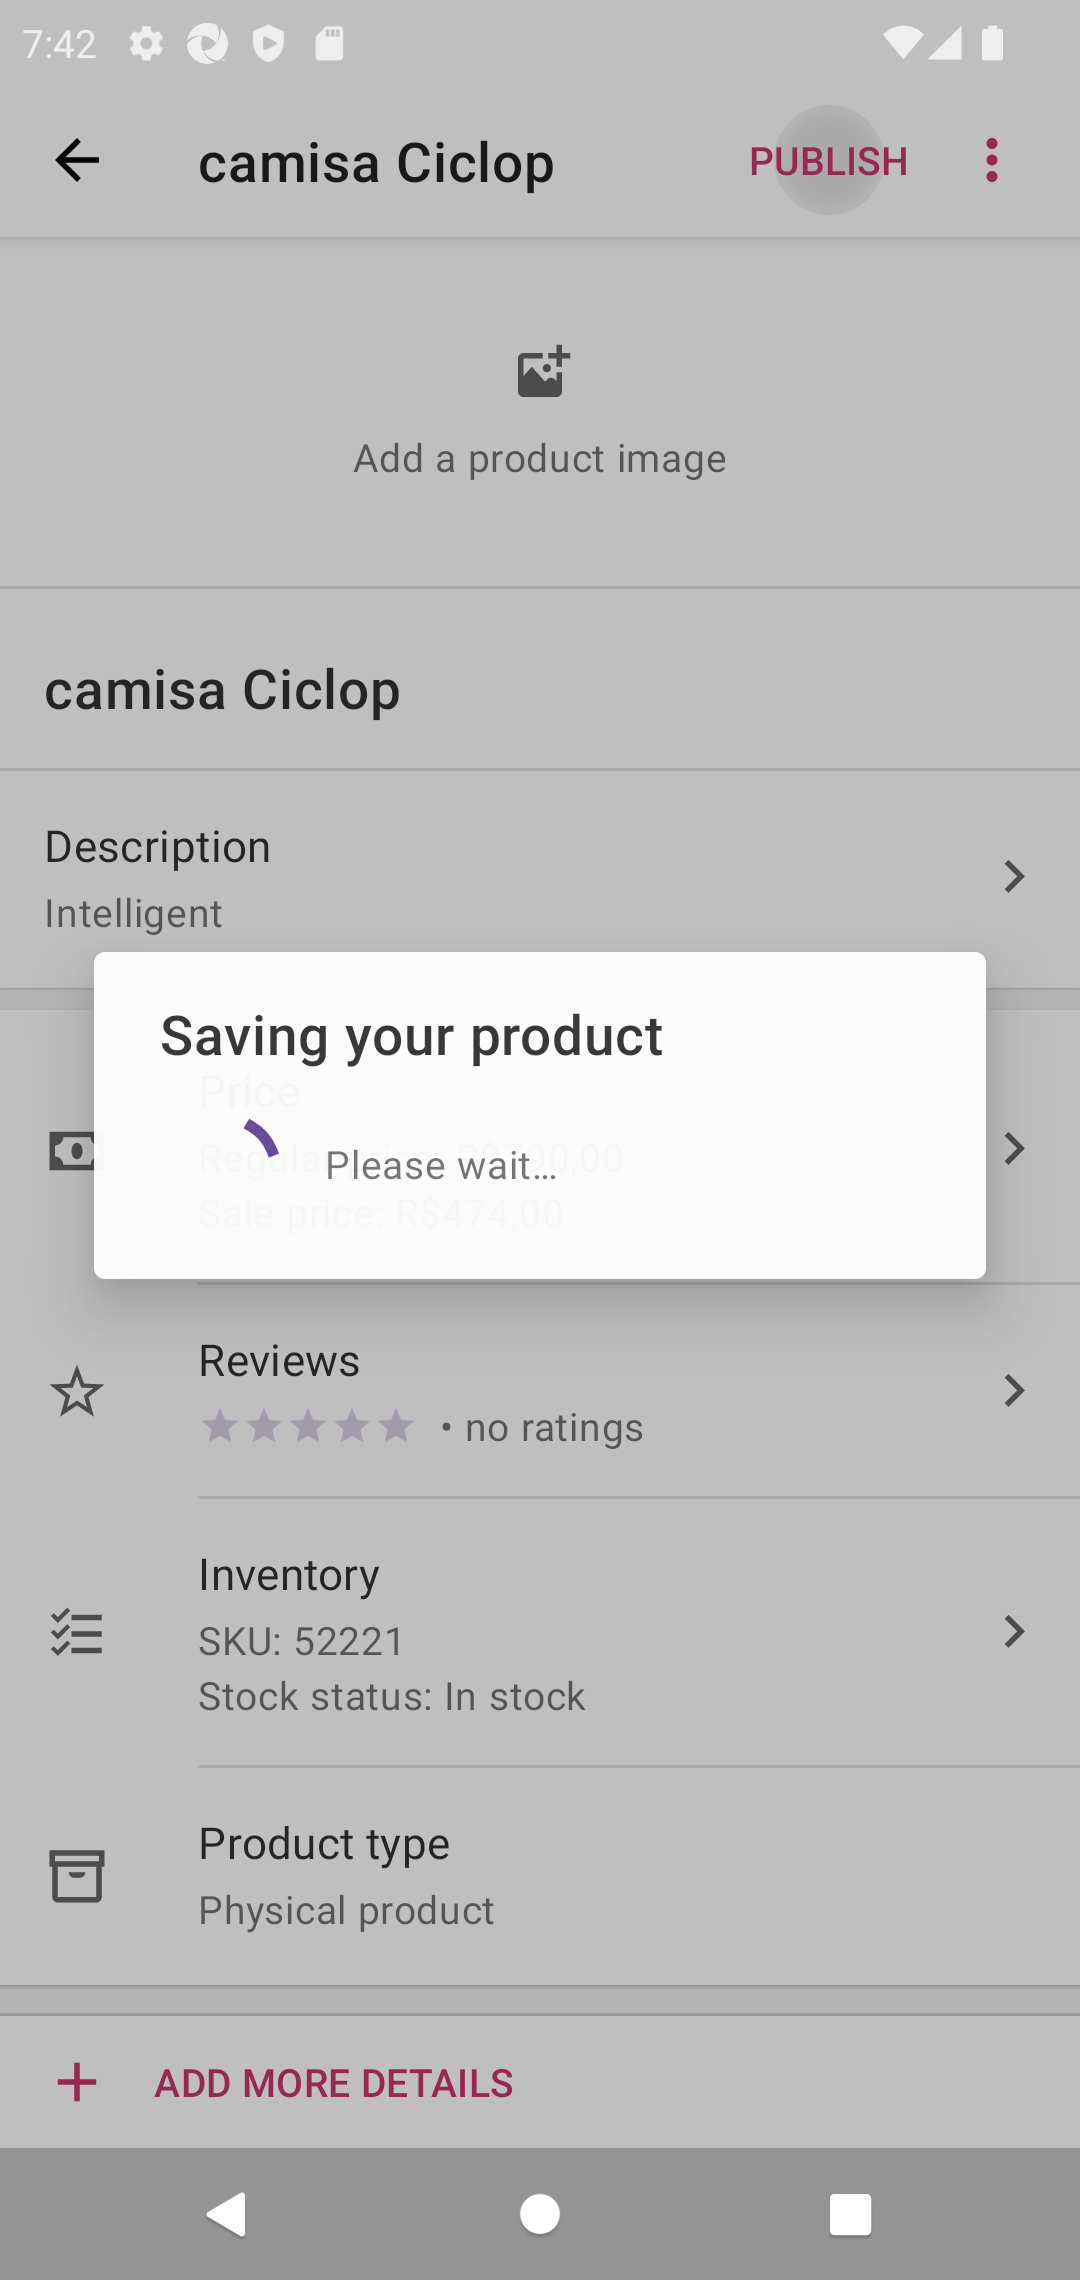 7:42
camisa Ciclop
PUBLISH
Add a product image
camisa Ciclop
Description
Intelligent
Saving your product
Price
Regular price: R$790,00
Please wait...
Sale price: R$474,00
Reviews
• no ratings
Inventory
SKU: 52221
Stock status: In stock
Product type
Physical product
ADD MORE DETAILS